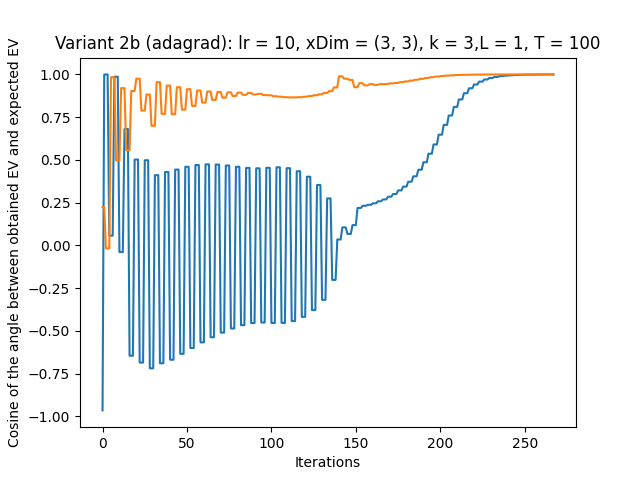 Variant 2b (adagrad): lr = 10, xDim = (3, 3), k = 3,L = 1, T = 100
Cosine of the angle between obtained EV and expected EV
1.00
0.75
0.50
0.25
0.00
−0.25
−0.50
−0.75
−1.00
0 50 100 150 200 250
Iterations